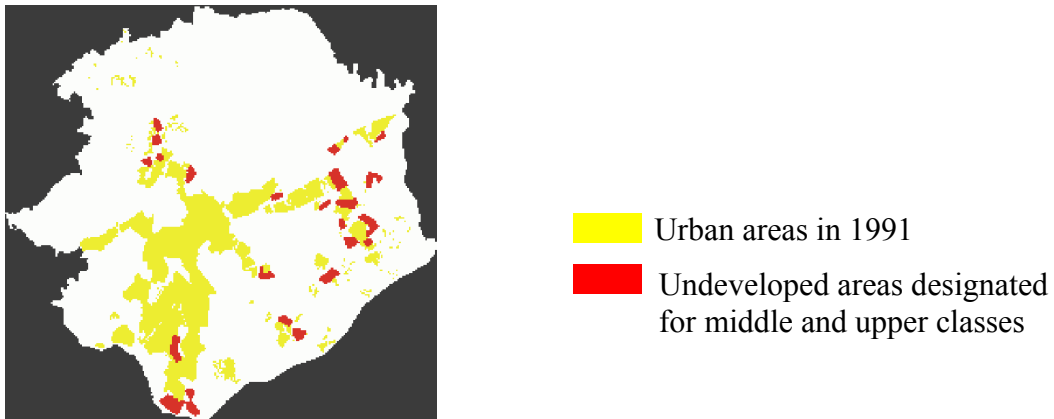 Urban areas in 1991
Undeveloped areas designated
for middle and upper classes